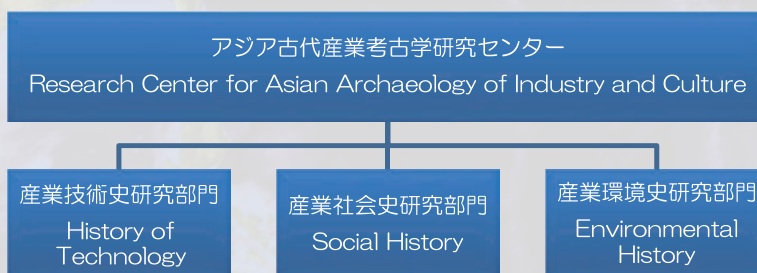 アジア古代産業考古学研究センター
Research Center for Asian Archaeology of Industry and Culture
産業技術史研究部門
History of
Technology
産業社会史研究部門
Social History
産業環境史研究部門
Environmental
History